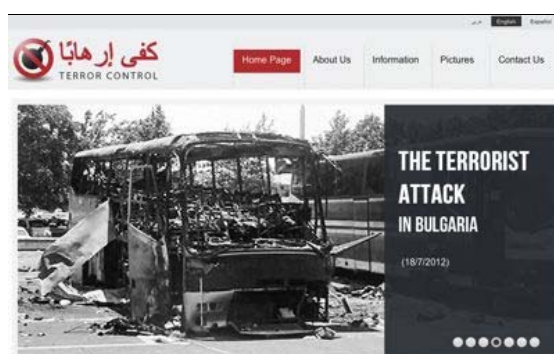 عربي English Español
كفى إرهابًا
TERROR CONTROL
Home Page About Us Information Pictures Contact Us
THE TERRORIST
ATTACK
IN BULGARIA
(18/7/2012)